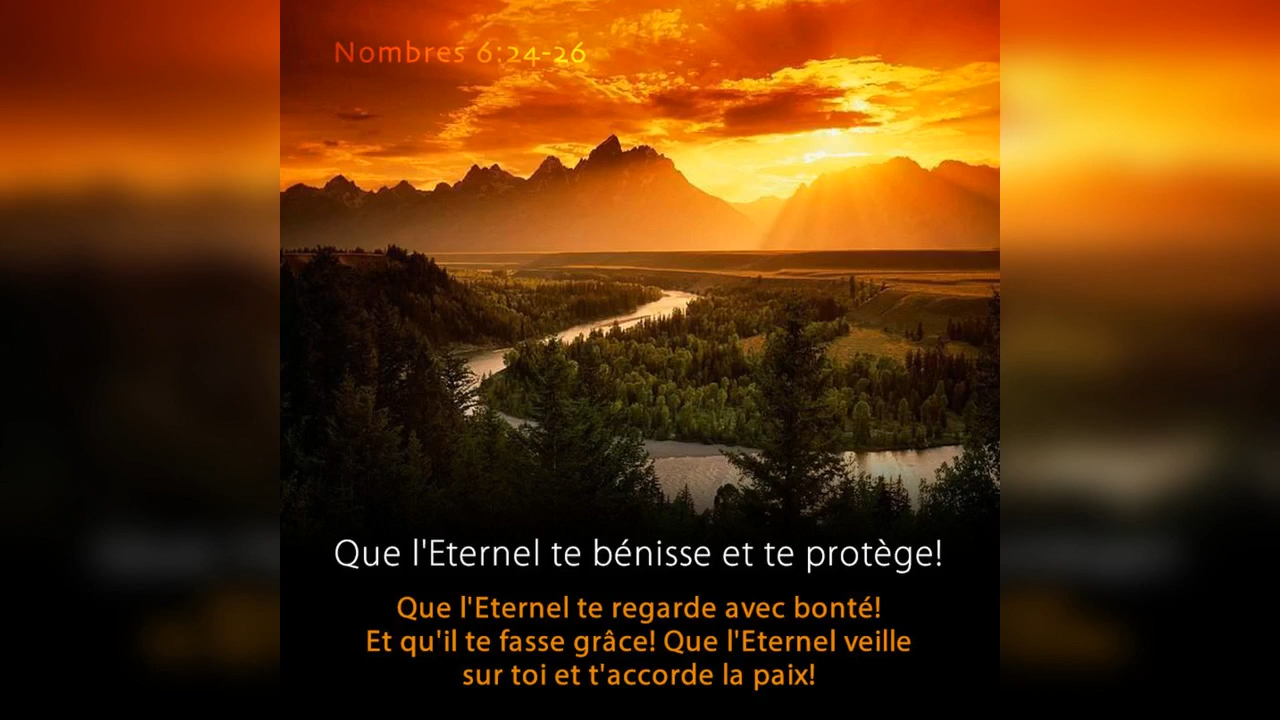 Nombres 6:24-26
Que l'Eternel te bénisse et te protège!
Que l'Eternel te regarde avec bonté!
Et qu'il te fasse grâce! Que l'Eternel veille
sur toi et t'accorde la paix!